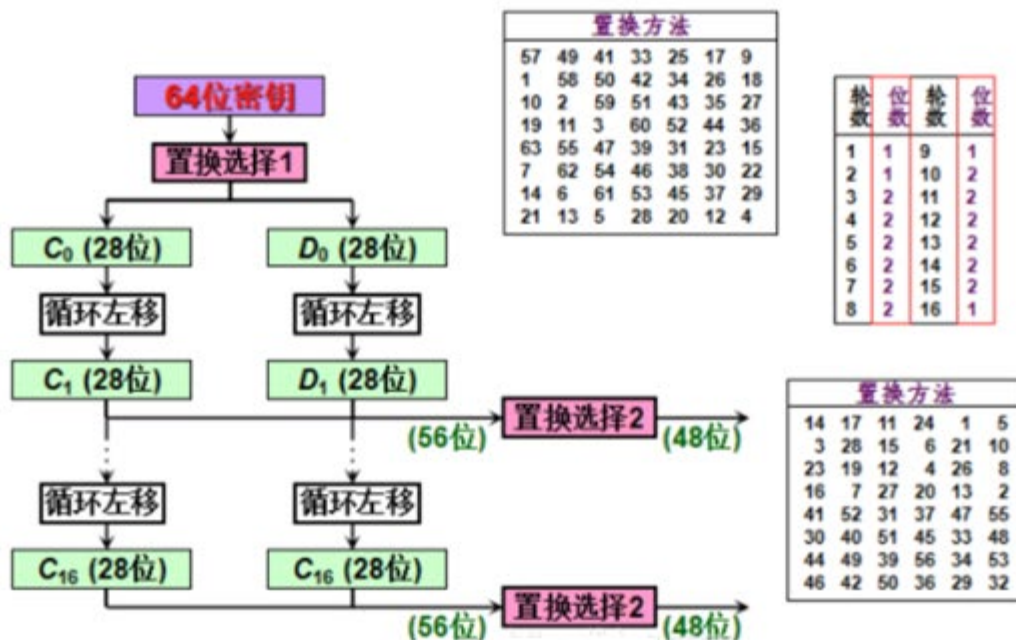 置换方法
57 49 41 33 25 17 9
1 58 50 42 34 26 18
10 2 59 51 43 35 27
19 11 3 60 52 44 36
63 55 47 39 31 23 15
7 62 54 46 38 30 22
14 6 61 53 45 37 29
21 13 5 28 20 12 4
64位密钥
置换选择1
C0 (28位)
D0 (28位)
循环左移
循环左移
C1 (28位)
D1 (28位)
(56位)
置换选择2
(48位)
循环左移
循环左移
C16 (28位)
C16 (28位)
(56位)
置换选择2
(48位)
轮数 位数 轮数 位数
1 1 9 1
2 1 10 2
3 2 11 2
4 2 12 2
5 2 13 2
6 2 14 2
7 2 15 2
8 2 16 1
置换方法
14 17 11 24 1 5
3 28 15 6 21 10
23 19 12 4 26 8
16 7 27 20 13 2
41 52 31 37 47 55
30 40 51 45 33 48
44 49 39 56 34 53
46 42 50 36 29 32